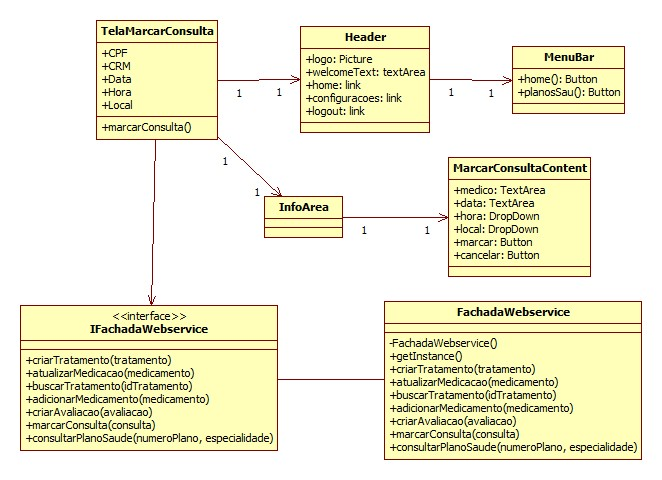 TelaMarcarConsulta
+CPF
+CRM
+Data
+Hora
+Local
+marcarConsulta()
1
1
Header
+logo: Picture
+welcomeText: textArea
+home: link
+configuracoes: link
+logout: link
1
1
MenuBar
+home(): Button
+planosSau(): Button
1
1
InfoArea
1
1
MarcarConsultaContent
+medico: TextArea
+data: TextArea
+hora: DropDown
+local: DropDown
+marcar: Button
+cancelar: Button
<<interface>>
IFachadaWebservice
+criarTratamento(tratamento)
+atualizarMedicacao(medicamento)
+buscarTratamento(idTratamento)
+adicionarMedicamento(medicamento)
+criarAvaliacao(avaliacao)
+marcarConsulta(consulta)
+consultarPlanoSaude(numeroPlano, especialidade)
FachadaWebservice
-FachadaWebservice()
+getInstance()
+criarTratamento(tratamento)
+atualizarMedicacao(medicamento)
+buscarTratamento(idTratamento)
+adicionarMedicamento(medicamento)
+criarAvaliacao(avaliacao)
+marcarConsulta(consulta)
+consultarPlanoSaude(numeroPlano, especialidade)